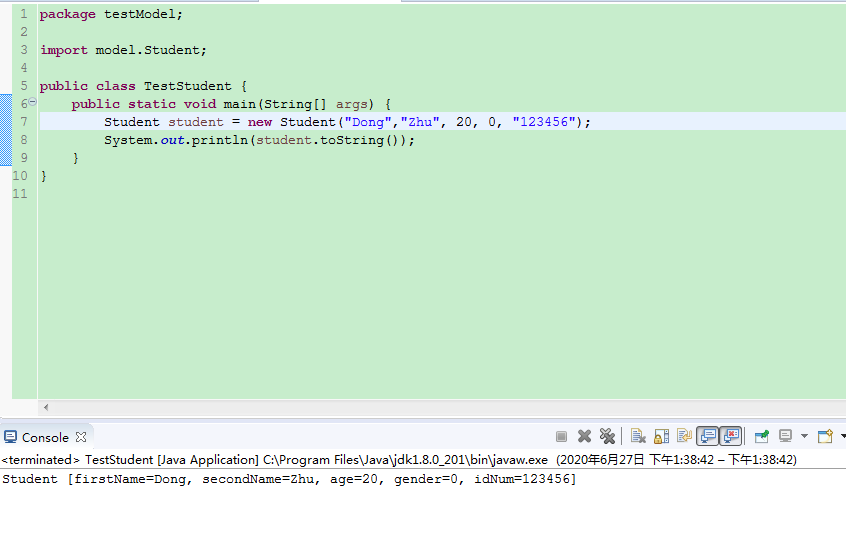 1 package testModel;
2
3 import model.Student;
4
5 public class TestStudent {
6 public static void main(String[] args) {
7 Student student = new Student("Dong","Zhu", 20, 0, "123456");
8 System.out.println(student.toString());
9 }
10 }
11
Console
<terminated> TestStudent [Java Application] C:\Program Files\Java\jdk1.8.0_201\bin\javaw.exe (2020年6月27日 下午1:38:42 – 下午1:38:42)
Student [firstName=Dong, secondName=Zhu, age=20, gender=0, idNum=123456]